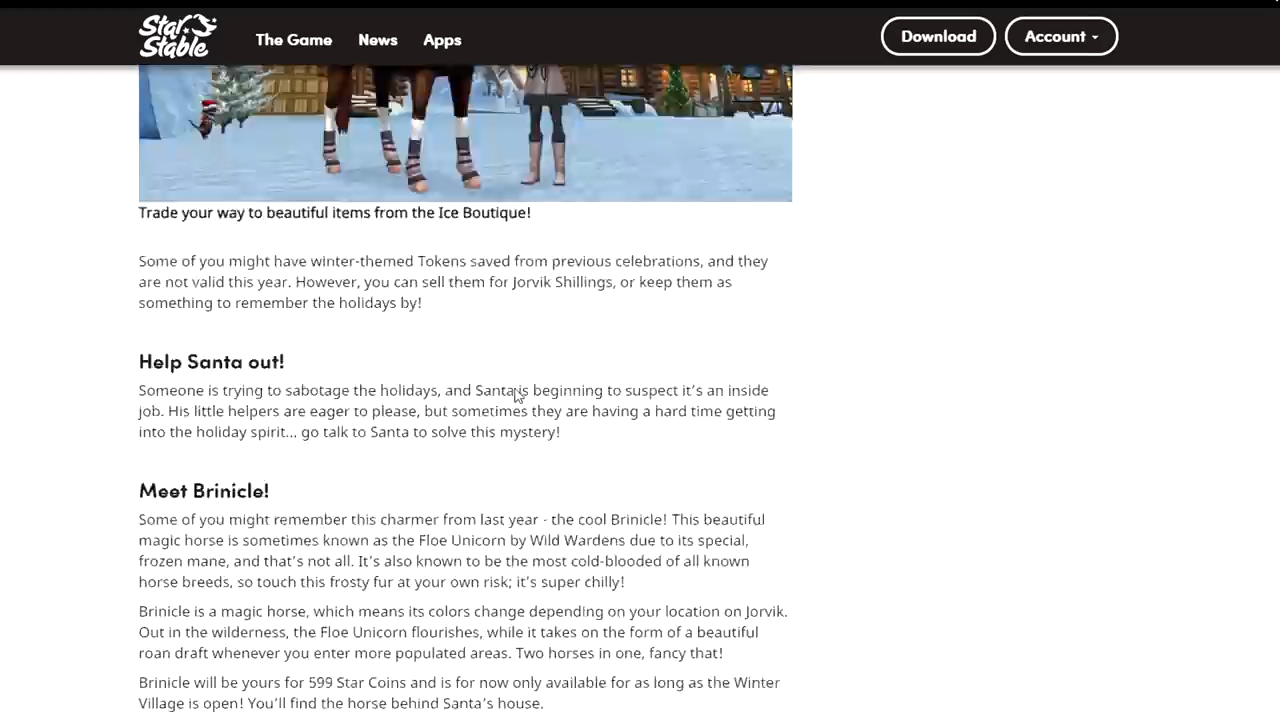 Star Stable
The Game News Apps
Download Account
Trade your way to beautiful items from the Ice Boutique!
Some of you might have winter-themed Tokens saved from previous celebrations, and they
are not valid this year. However, you can sell them for Jorvik Shillings, or keep them as
something to remember the holidays by!
Help Santa out!
Someone is trying to sabotage the holidays, and Santa is beginning to suspect it's an inside
job. His little helpers are eager to please, but sometimes they are having a hard time getting
into the holiday spirit... go talk to Santa to solve this mystery!
Meet Brinicle!
Some of you might remember this charmer from last year - the cool Brinicle! This beautiful
magic horse is sometimes known as the Floe Unicorn by Wild Wardens due to its special,
frozen mane, and that's not all. It's also known to be the most cold-blooded of all known
horse breeds, so touch this frosty fur at your own risk; it's super chilly!
Brinicle is a magic horse, which means its colors change depending on your location on Jorvik.
Out in the wilderness, the Floe Unicorn flourishes, while it takes on the form of a beautiful
roan draft whenever you enter more populated areas. Two horses in one, fancy that!
Brinicle will be yours for 599 Star Coins and is for now only available for as long as the Winter
Village is open! You'll find the horse behind Santa's house.